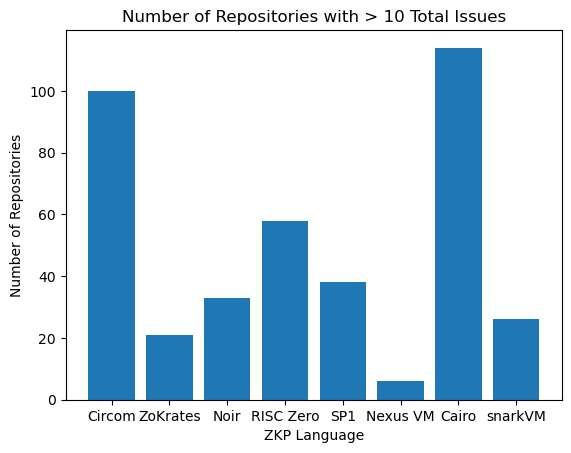 Number of Repositories with > 10 Total Issues
Number of Repositories
100
80
60
40
20
0
Circom ZoKrates Noir RISC Zero SP1 Nexus VM Cairo snarkVM
ZKP Language